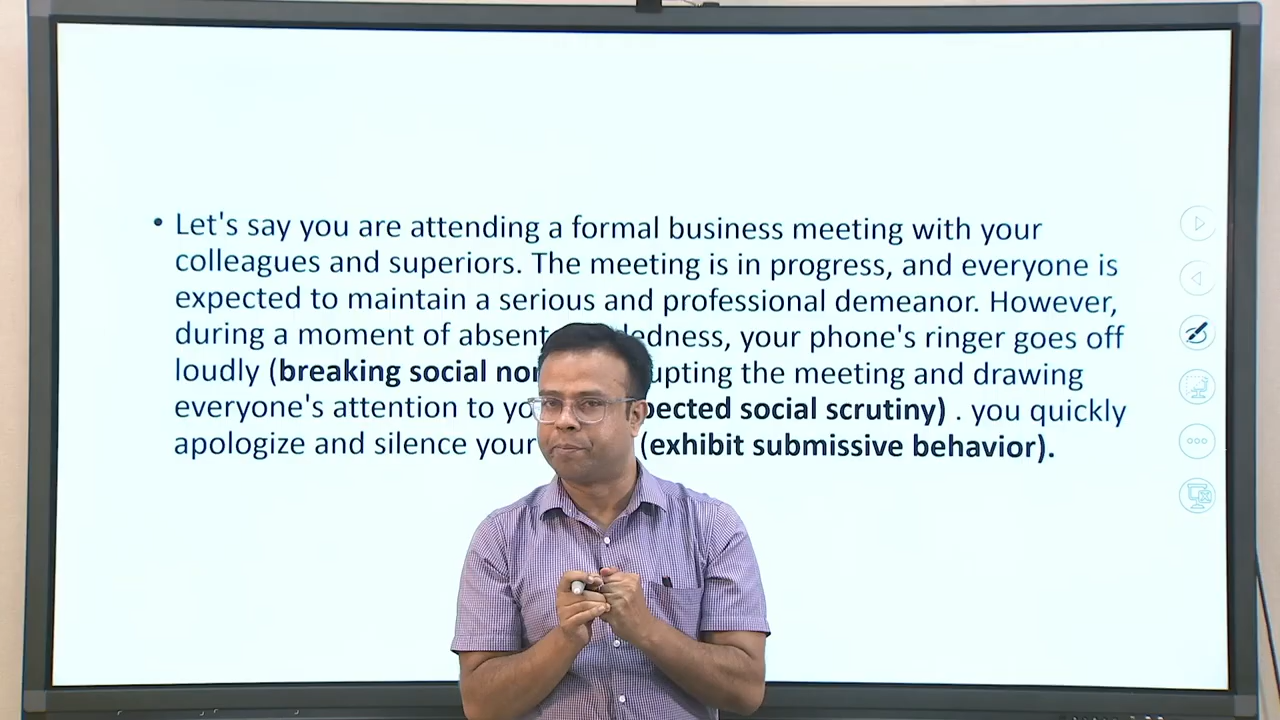 • Let's say you are attending a formal business meeting with your
colleagues and superiors. The meeting is in progress, and everyone is
expected to maintain a serious and professional demeanor. However,
during a moment of absent edness, your phone's ringer goes off
loudly (breaking social nor upting the meeting and drawing
everyone's attention to yo pected social scrutiny) . you quickly
apologize and silence your (exhibit submissive behavior).